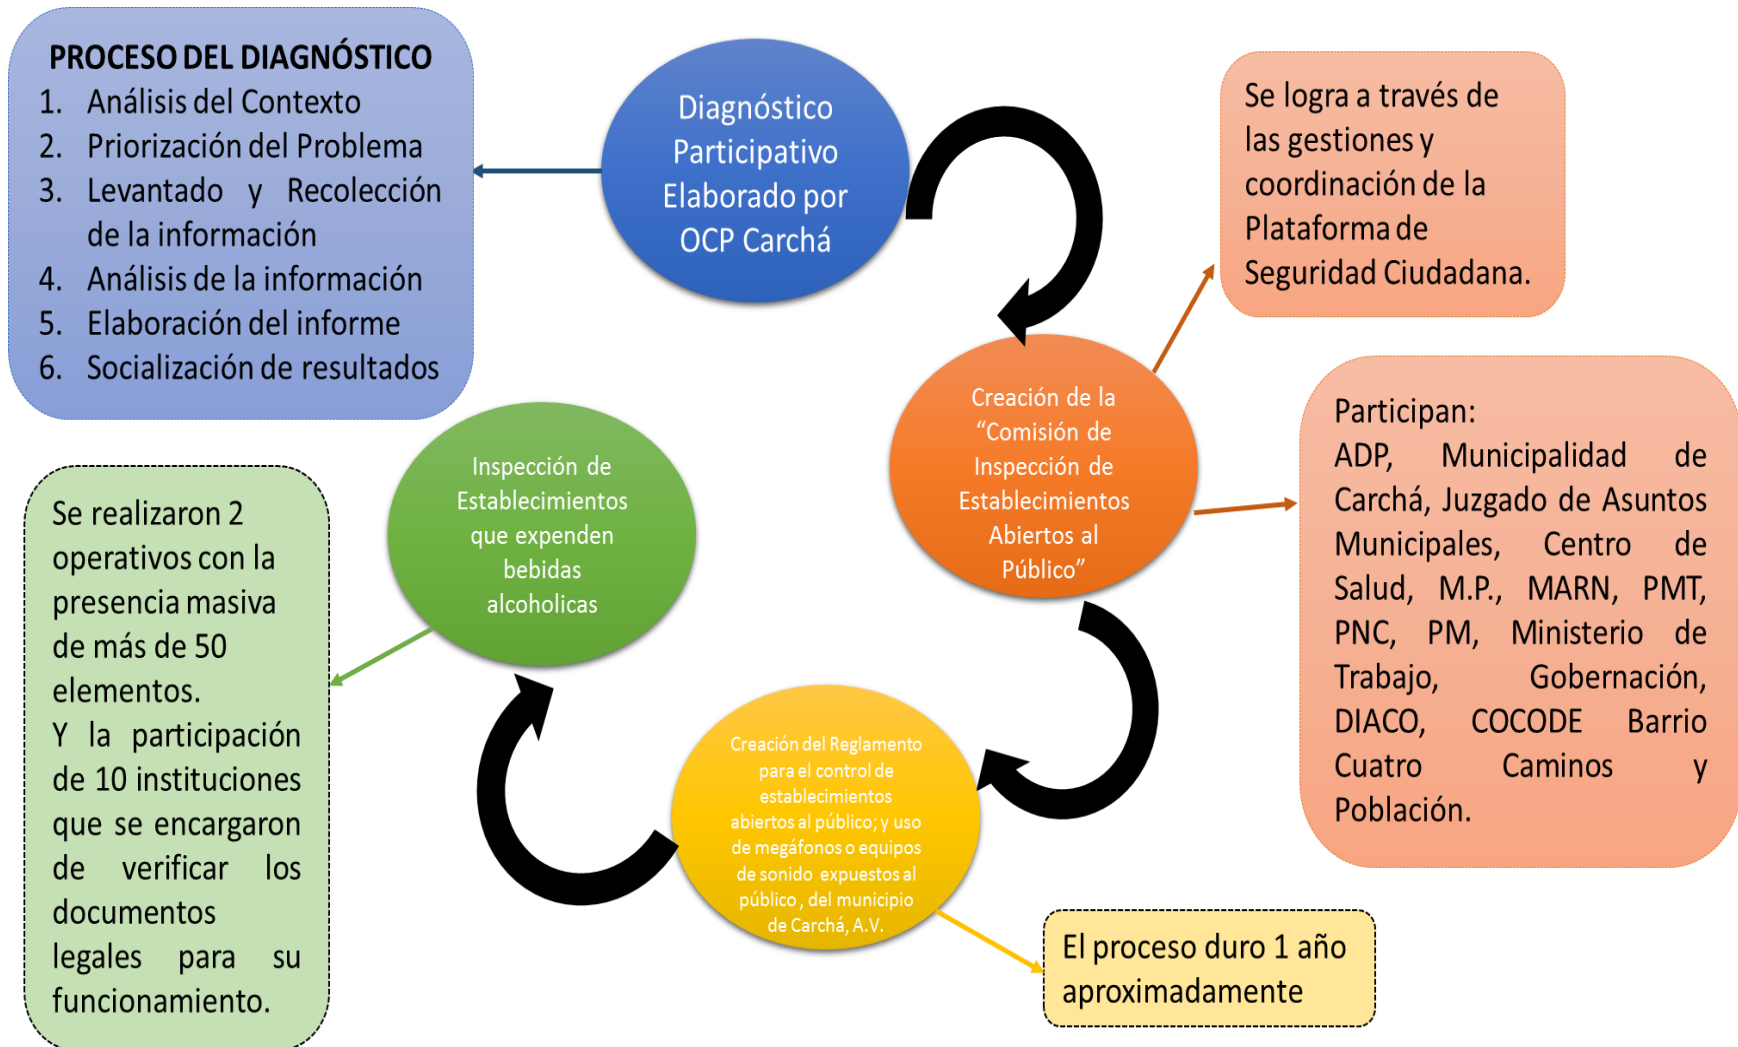 PROCESO DEL DIAGNÓSTICO
1. Análisis del Contexto
2. Priorización del Problema
3. Levantado y Recolección
de la información
4. Análisis de la información
5. Elaboración del informe
6. Socialización de resultados
Diagnóstico
Participativo
Elaborado por
OCP Carchá
Se logra a través de
las gestiones y
coordinación de la
Plataforma de
Seguridad Ciudadana.
Creación de la
“Comisión de
Inspección de
Establecimientos
Abiertos al
Público”
Participan:
ADP, Municipalidad de
Carchá, Juzgado de Asuntos
Municipales, Centro de
Salud, M.P., MARN, PMT,
PNC, PM, Ministerio de
Trabajo, Gobernación,
DIACO, COCODE Barrio
Cuatro Caminos y
Población.
Creación del Reglamento
para el control de
establecimientos
abiertos al público; y uso
de megáfonos o equipos
de sonido expuestos al
público , del municipio
de Carchá, A.V.
El proceso duro 1 año
aproximadamente
Inspección de
Establecimientos
que expenden
bebidas
alcoholicas
Se realizaron 2
operativos con la
presencia masiva
de más de 50
elementos.
Y la participación
de 10 instituciones
que se encargaron
de verificar los
documentos
legales para su
funcionamiento.